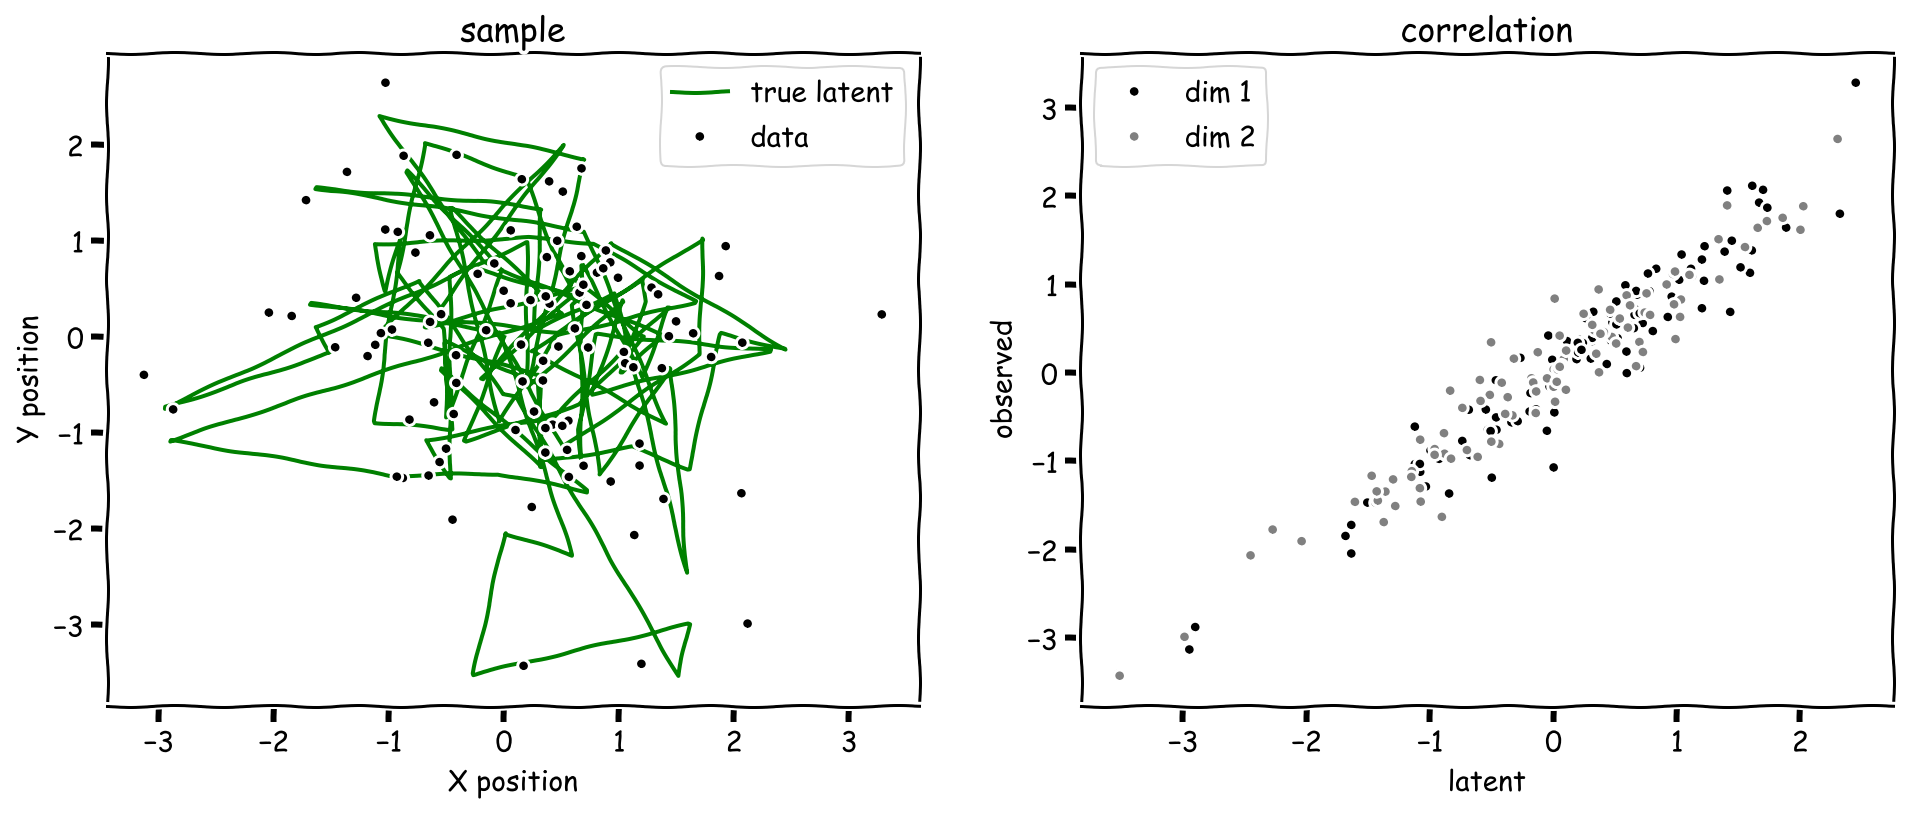 sample
true latent
data
2
1
0
−1
−2
−3
Y position
−3
−2
−1
0
1
2
3
X position
correlation
dim 1
dim 2
3
2
1
0
−1
−2
−3
observed
−3
−2
−1
0
1
2
latent